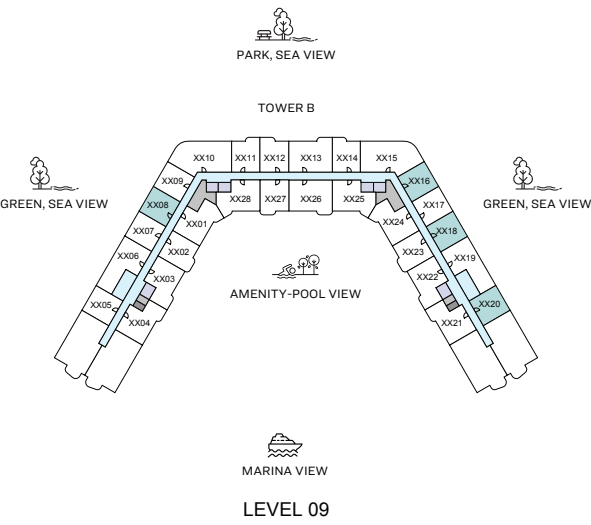 PARK, SEA VIEW
TOWER B
XX10
XX11
XX12
XX13
XX14
XX15
XX09
XX16
GREEN, SEA VIEW
XX08
XX28
XX27
XX26
XX25
XX17
GREEN, SEA VIEW
XX01
XX24
XX07
XX18
XX02
XX23
XX06
XX19
XX03
XX22
AMENITY-POOL VIEW
XX05
XX20
XX04
XX21
MARINA VIEW
LEVEL 09